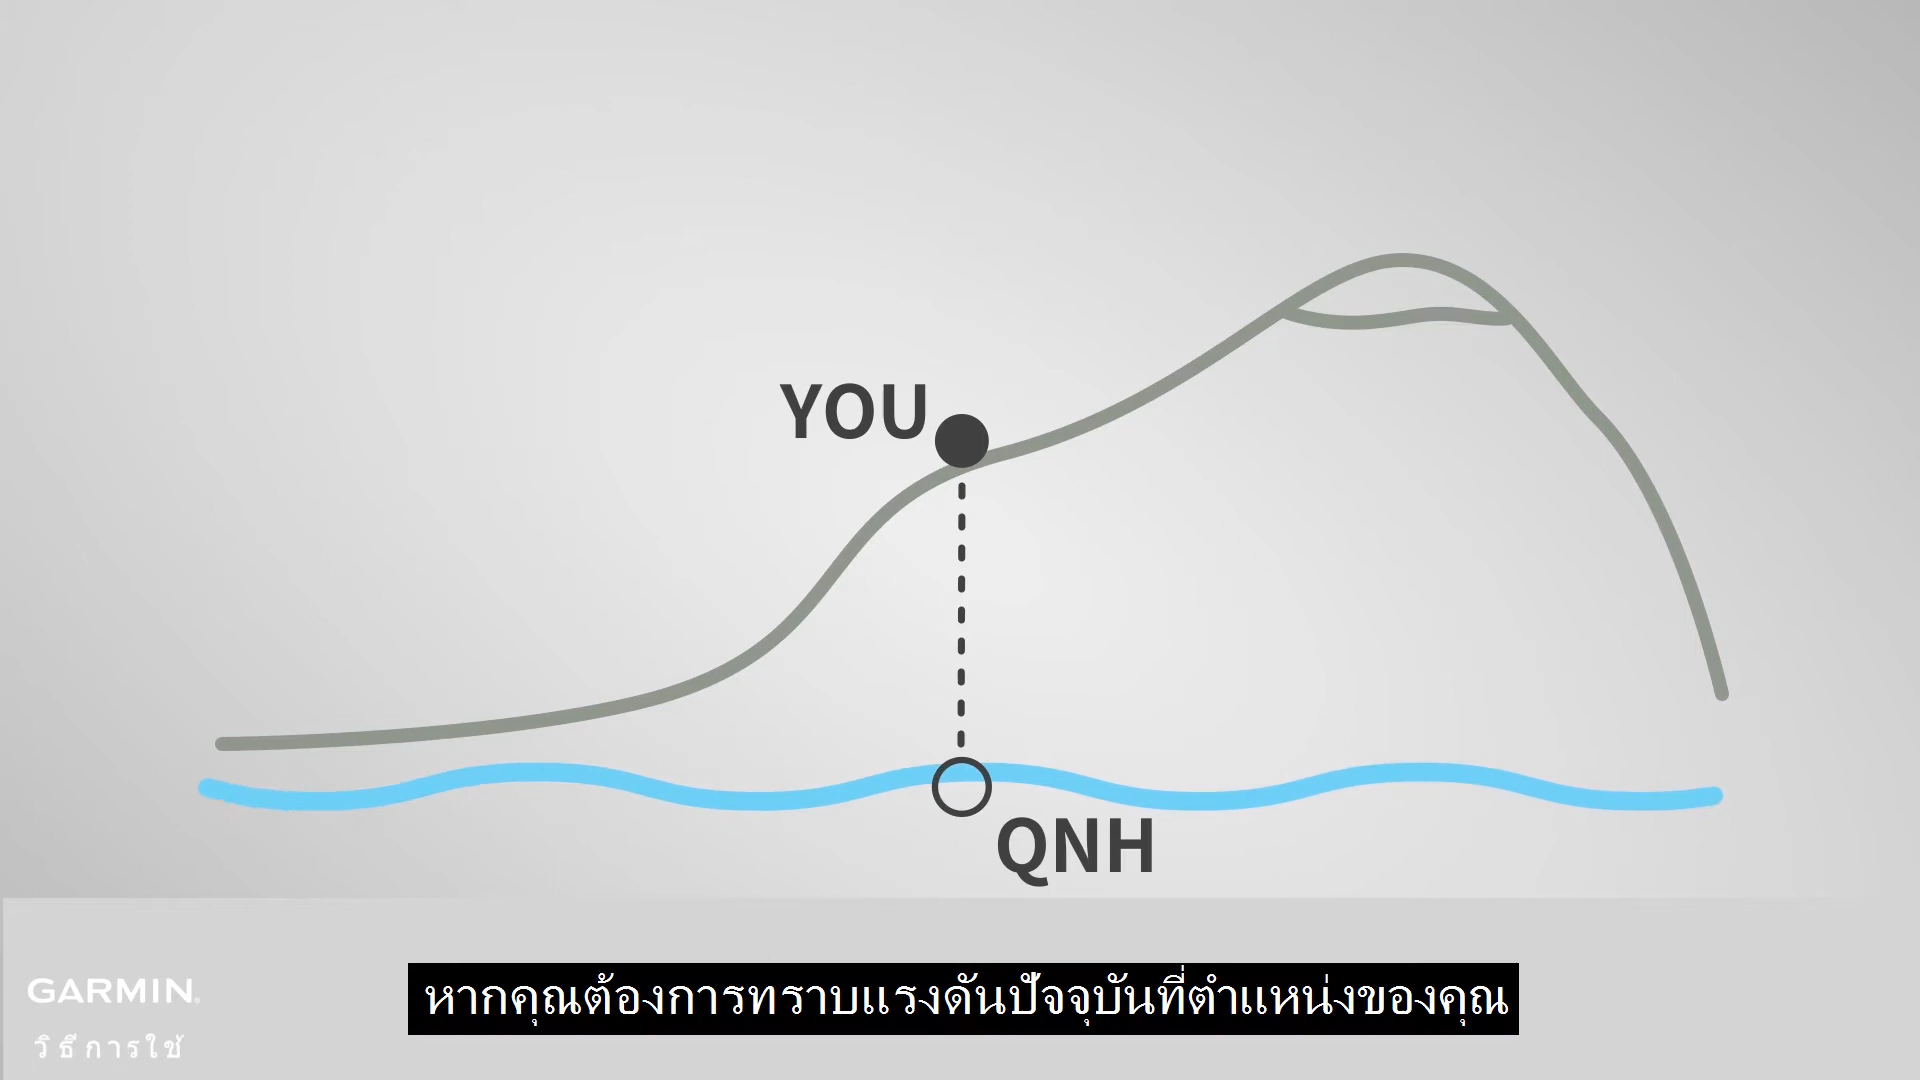 YOU
QNH
GARMIN
วิธีการใช้
หากคุณต้องการทราบแรงดันปัจจุบันที่ตำแหน่งของคุณ